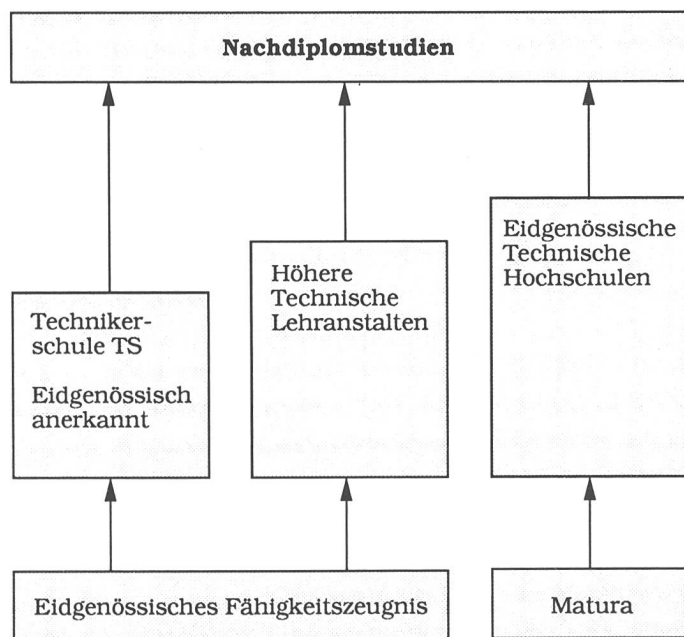 Nachdiplomstudien
Eidgenössische
Technische
Hochschulen
Höhere
Technische
Lehranstalten
Techniker-
schule TS
Eidgenössisch
anerkannt
Eidgenössisches Fähigkeitszeugnis
Matura